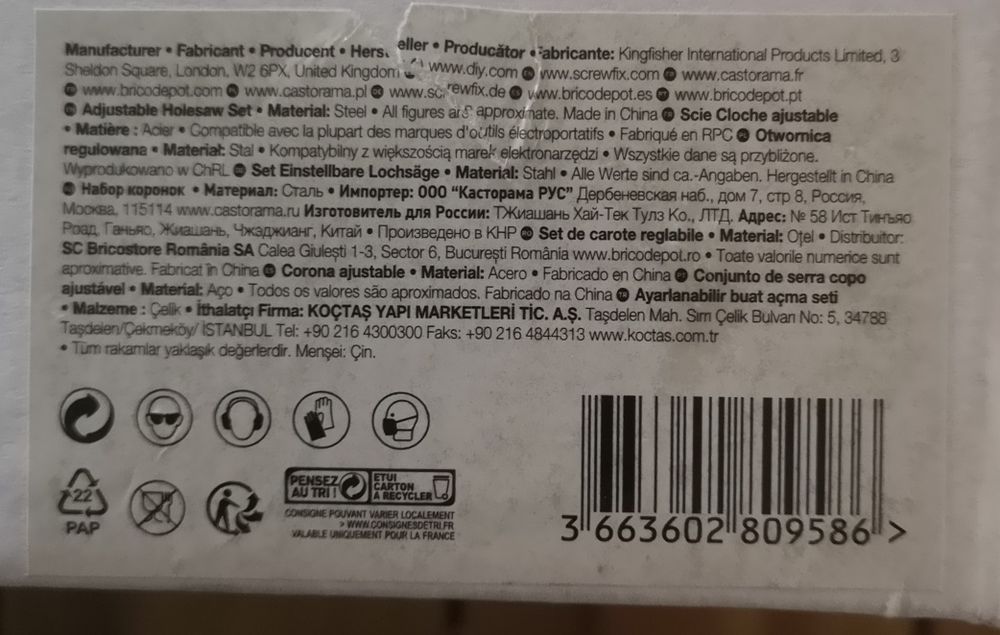 Manufacturer • Fabricant • Producent • Hers eller • Producător • Fabricante: Kingfisher International Products Limited, 3
Sheldon Square, London, W2 6PX, United Kingdom www.diy.com www.screwfix.com www.castorama.fr
www.bricodepot.com www.castorama.pl www.screwfix.de www.bricodepot.es www.bricodepot.pt
Adjustable Holesaw Set • Material: Steel • All figures are approximate. Made in China Scie Cloche ajustable
• Matière : Acier • Compatible avec la plupart des marques d'outils électroportatifs • Fabriqué en RPC PL Otwornica
regulowana • Materiał: Stal • Kompatybilny z większością marek elektronarzędzi • Wszystkie dane są przybliżone.
Wyprodukowano w ChRL Set Einstellbare Lochsäge • Material: Stahl • Alle Werte sind ca.-Angaben. Hergestellt in China
Набор коронок • Материал: Сталь • Импортер: ООО "Касторама РУС" Дербеневская наб., дом 7, стр 8, Россия,
Москва, 115114 www.castorama.ru Изготовитель для России: ТЖиашань Хай-Тек Тулз Ко., ЛТД. Адрес: № 58 Ист Тинъяо
Роад, Ганьяо, Жиашань, Чжэджианг, Китай • Произведено в КНР RO Set de carote reglabile • Material: Oțel • Distribuitor:
SC Bricostore România SA Calea Giulești 1-3, Sector 6, București România www.bricodepot.ro • Toate valorile numerice sunt
aproximative. Fabricat în China ES Corona ajustable • Material: Acero • Fabricado en China PT Conjunto de serra copo
ajustável • Material: Aço • Todos os valores são aproximados. Fabricado na China TR Ayarlanabilir buat açma seti
• Malzeme : Çelik • İthalatçı Firma: KOÇTAŞ YAPI MARKETLERİ TİC. A.Ş. Taşdelen Mah. Sırrı Çelik Bulvarı No: 5, 34788
Taşdelen/Çekmeköy/ İSTANBUL Tel: +90 216 4300300 Faks: +90 216 4844313 www.koctas.com.tr
• Tüm rakamlar yaklaşık değerlerdir. Menşei: Çin.
22
PAP
PENSEZ AU TRI !
ETUI CARTON À RECYCLER
CONSIGNE POUVANT VARIER LOCALEMENT
> WWW.CONSIGNESDETRI.FR
VALABLE UNIQUEMENT POUR LA FRANCE
3 663602 809586 >